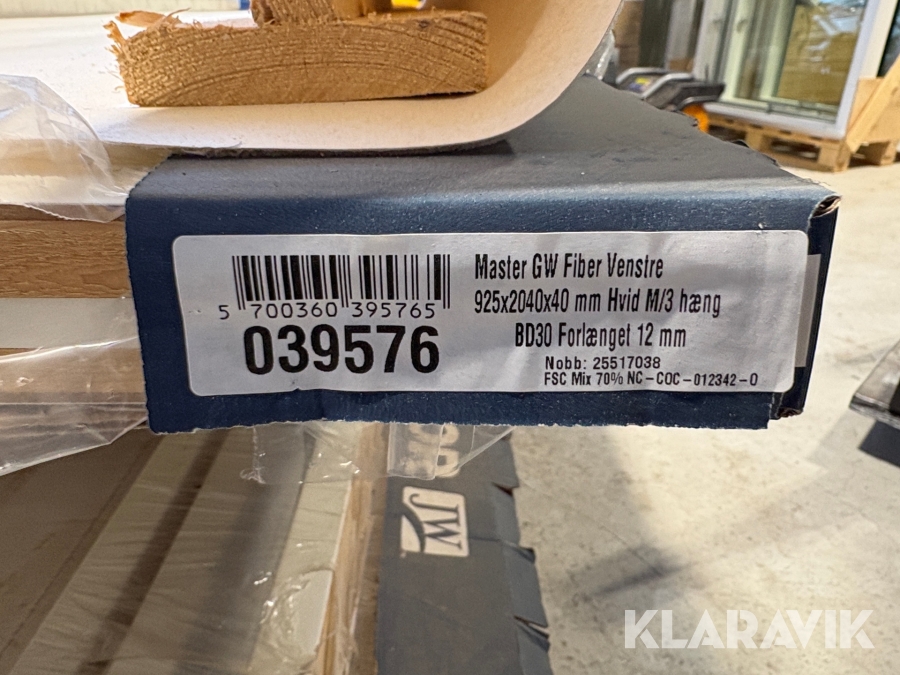 Master GW Fiber Venstre
925x2040x40 mm Hvid M/3 hæng
BD30 Forlænget 12 mm
Nobb: 25517038
FSC Mix 70% NC-COC-012342-0
5 700360 395765
039576
JW
KLARAVIK